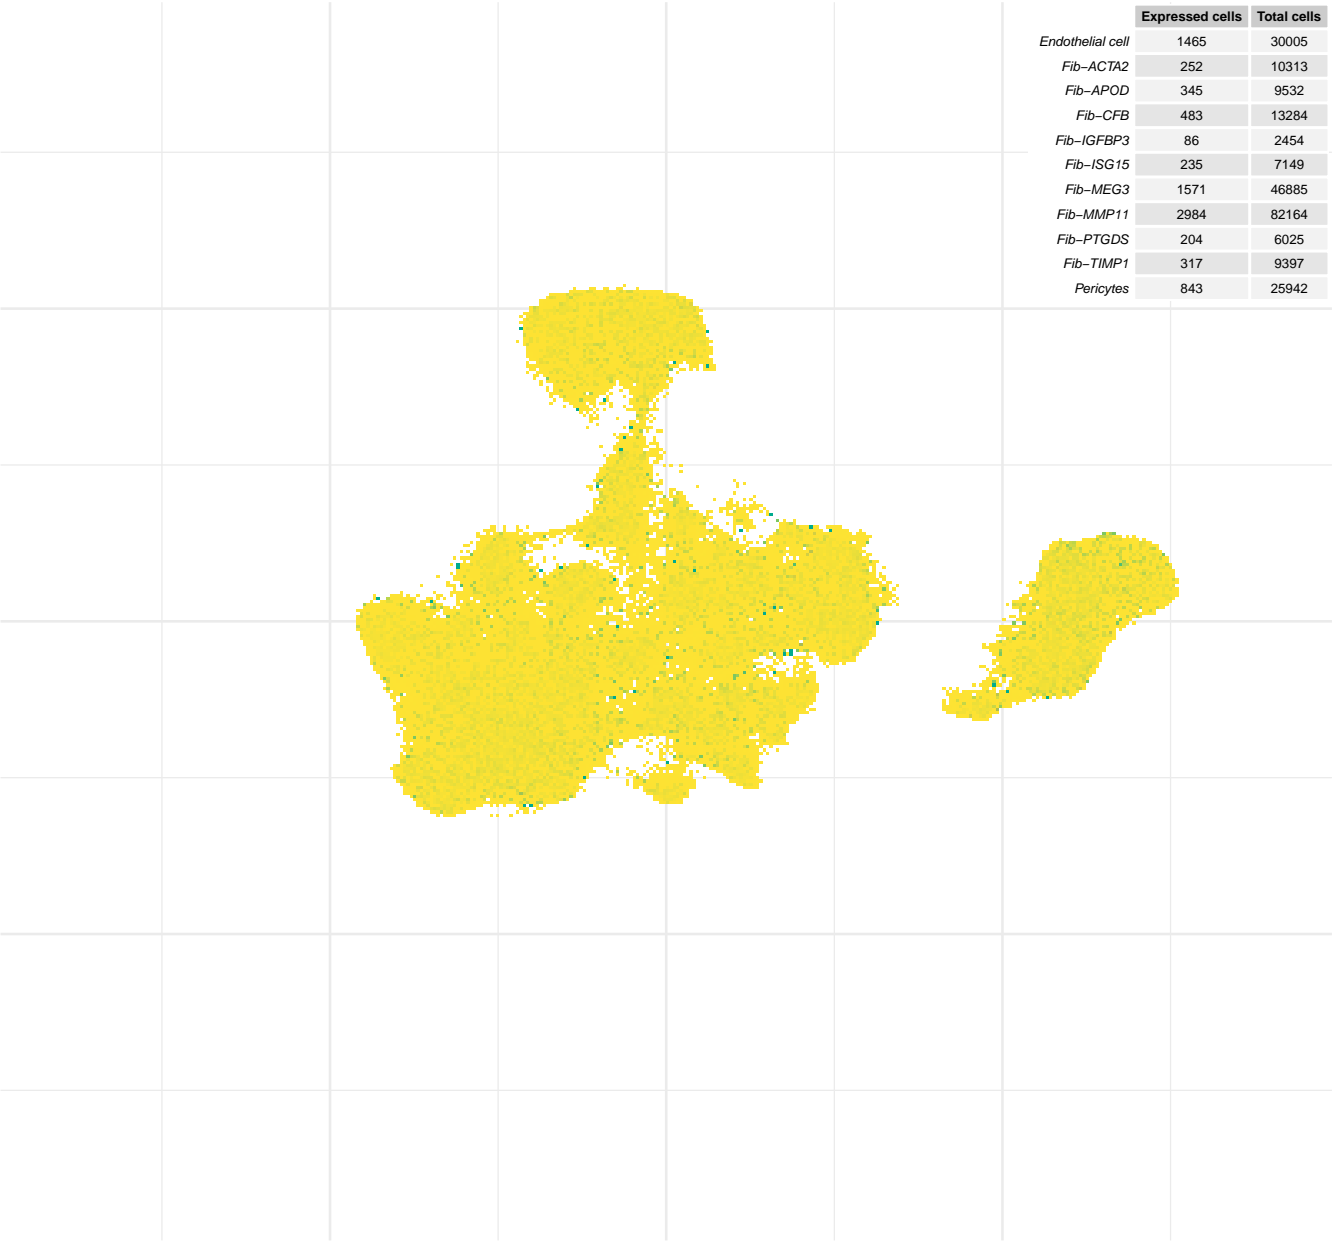 Expressed cells Total cells
Endothelial cell 1465 30005
Fib−ACTA2 252 10313
Fib−APOD 345 9532
Fib−CFB 483 13284
Fib−IGFBP3 86 2454
Fib−ISG15 235 7149
Fib−MEG3 1571 46885
Fib−MMP11 2984 82164
Fib−PTGDS 204 6025
Fib−TIMP1 317 9397
Pericytes 843 25942